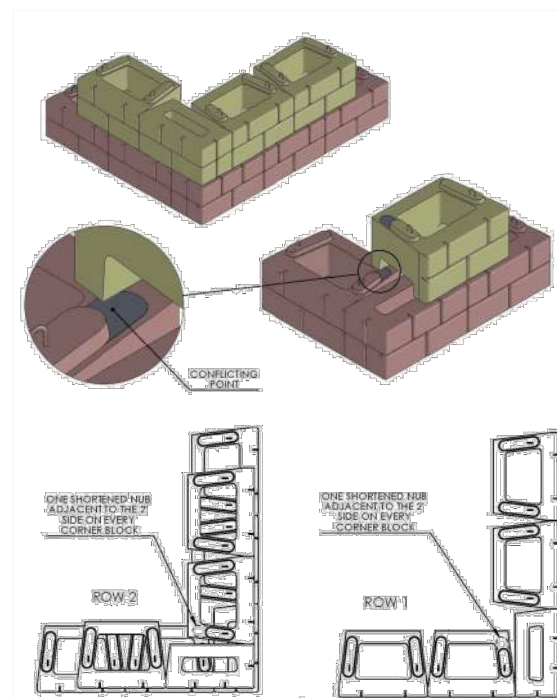 CONFLICTING
POINT
ONE SHORTENED NUB
ADJACENT TO THE 2'
SIDE ON EVERY
CORNER BLOCK
ROW 2
ONE SHORTENED NUB
ADJACENT TO THE 2'
SIDE ON EVERY
CORNER BLOCK
ROW 1